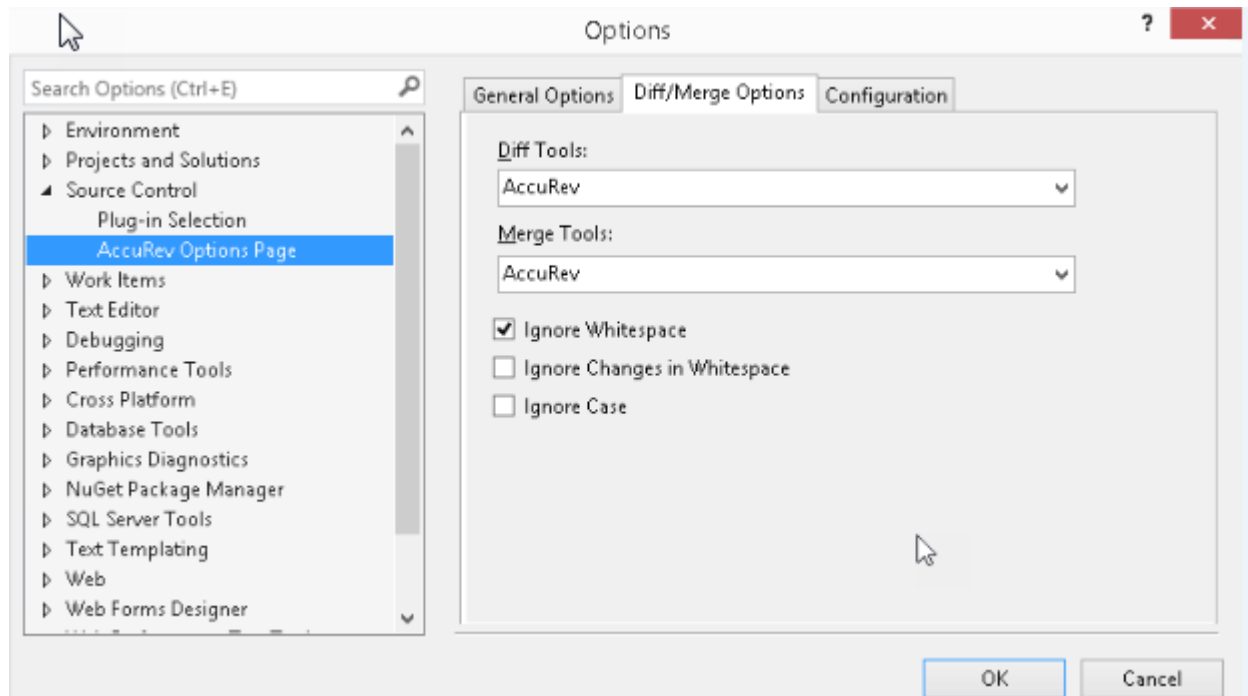 Options
?
Search Options (Ctrl+E)
Environment
Projects and Solutions
Source Control
Plug-in Selection
AccuRev Options Page
Work Items
Text Editor
Debugging
Performance Tools
Cross Platform
Database Tools
Graphics Diagnostics
NuGet Package Manager
SQL Server Tools
Text Templating
Web
Web Forms Designer
General Options
Diff/Merge Options
Configuration
Diff Tools:
AccuRev
Merge Tools:
AccuRev
Ignore Whitespace
Ignore Changes in Whitespace
Ignore Case
OK
Cancel